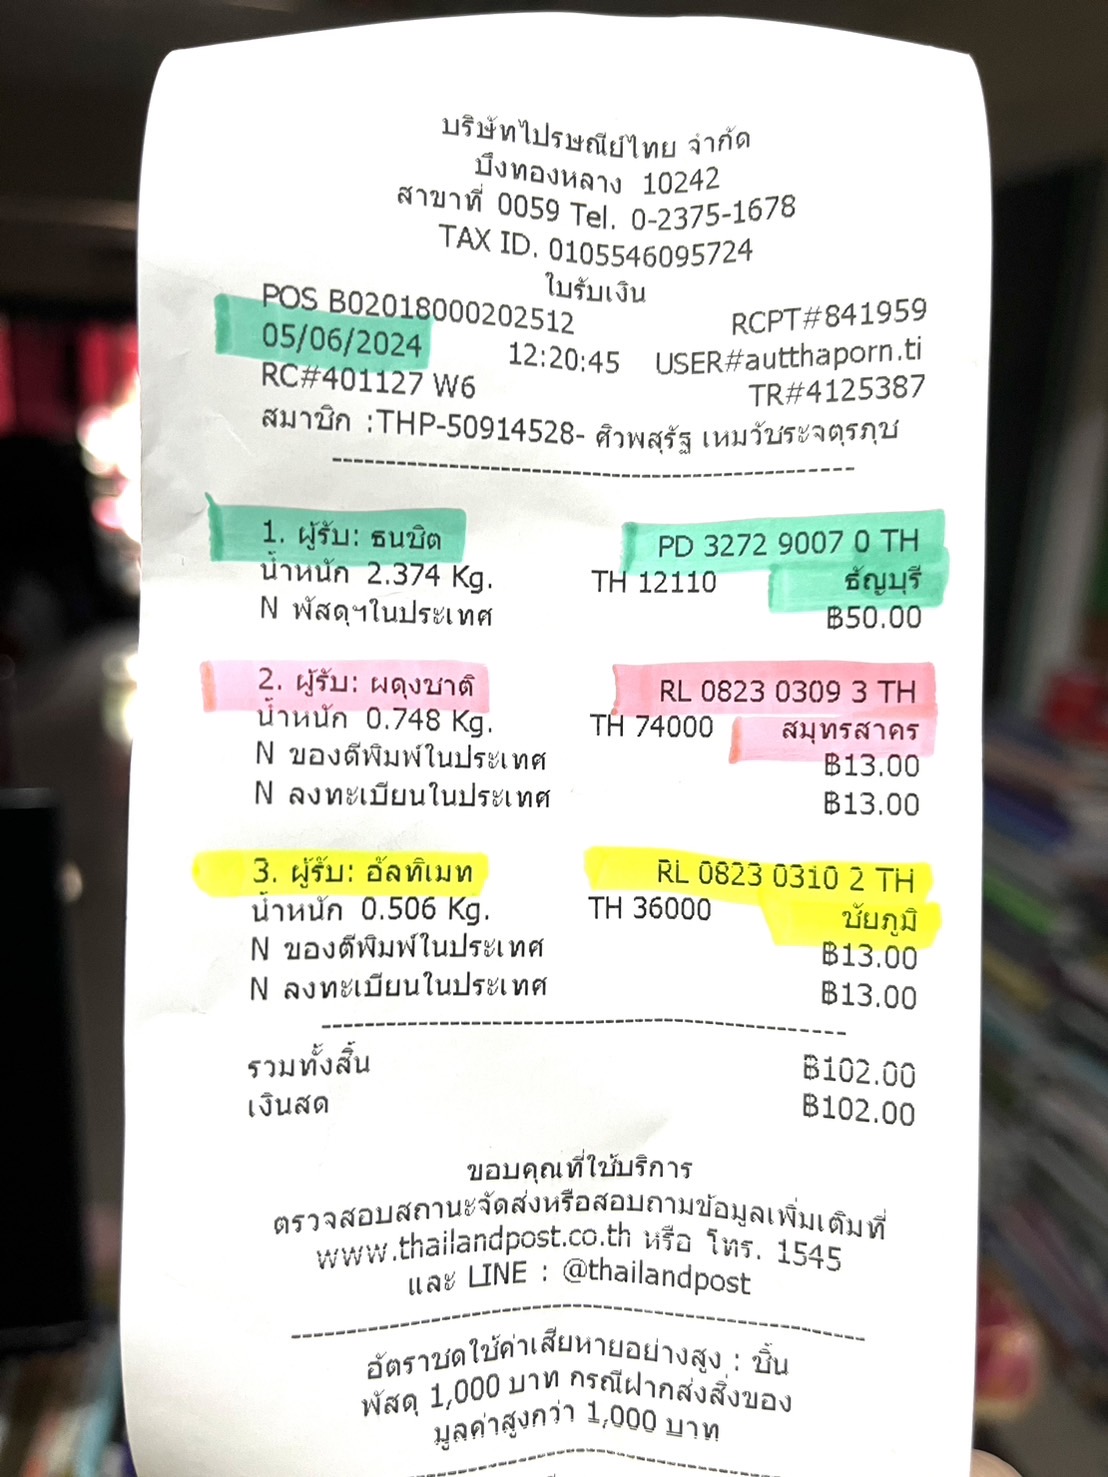 บริษัทไปรษณีย์ไทย จำกัด
บึงทองหลาง 10242
สาขาที่ 0059 Tel. 0-2375-1678
TAX ID. 0105546095724
ใบรับเงิน
POS B02018000202512 RCPT#841959
05/06/2024 12:20:45 USER#autthaporn.ti
RC#401127 W6 TR#4125387
สมาชิก :THP-50914528- ศิวพสุรัฐ เหมวัชระจตุรภุช
1. ผู้รับ: ธนชิต PD 3272 9007 0 TH
น้ำหนัก 2.374 Kg. TH 12110 ธัญบุรี
N พัสดุฯในประเทศ ฿50.00
2. ผู้รับ: ผดุงชาติ RL 0823 0309 3 TH
น้ำหนัก 0.748 Kg. TH 74000 สมุทรสาคร
N ของตีพิมพ์ในประเทศ ฿13.00
N ลงทะเบียนในประเทศ ฿13.00
3. ผู้รับ: อัลทิเมท RL 0823 0310 2 TH
น้ำหนัก 0.506 Kg. TH 36000 ชัยภูมิ
N ของตีพิมพ์ในประเทศ ฿13.00
N ลงทะเบียนในประเทศ ฿13.00
รวมทั้งสิ้น ฿102.00
เงินสด ฿102.00
ขอบคุณที่ใช้บริการ
ตรวจสอบสถานะจัดส่งหรือสอบถามข้อมูลเพิ่มเติมที่
www.thailandpost.co.th หรือ โทร. 1545
และ LINE : @thailandpost
อัตราชดใช้ค่าเสียหายอย่างสูง : ชิ้น
พัสดุ 1,000 บาท กรณีฝากส่งสิ่งของ
มูลค่าสูงกว่า 1,000 บาท